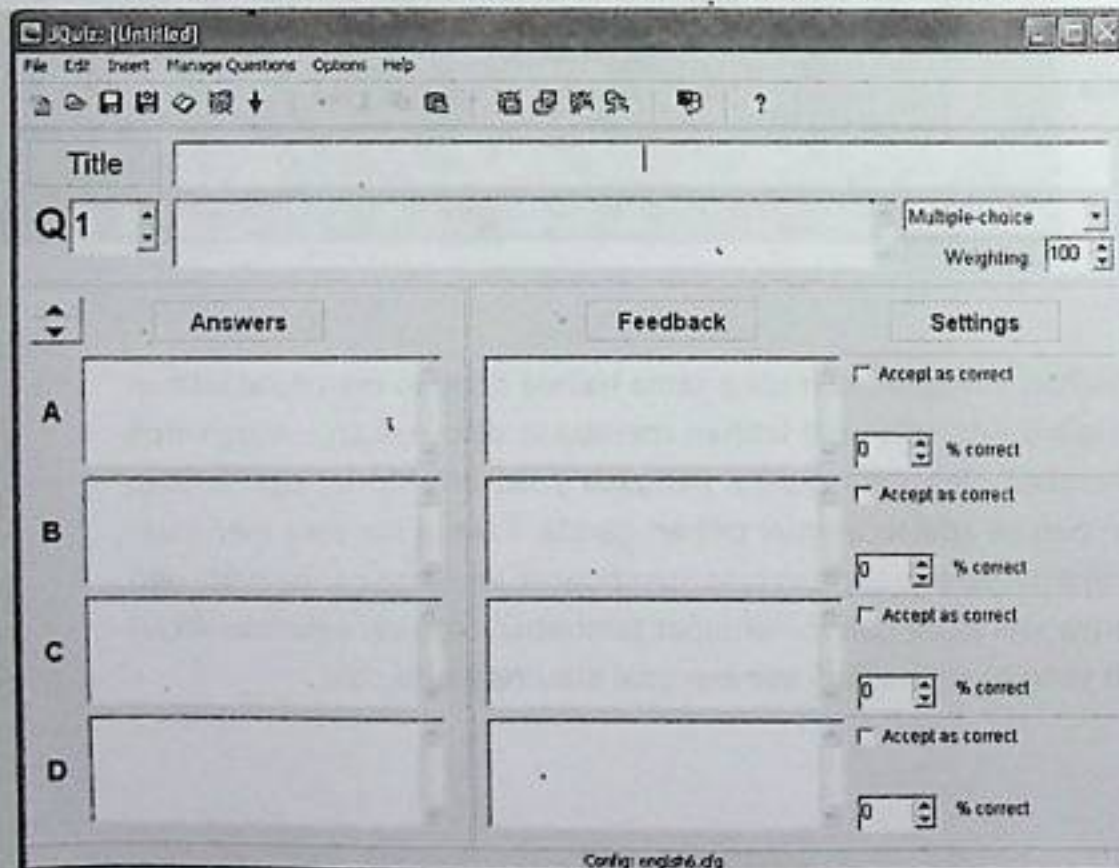 JQuiz: [Untitled]
File Edit Insert Manage Questions Options Help
?
Title
Q 1 Multiple-choice
Weighting 100
Answers Feedback Settings
A Accept as correct
0 % correct
B Accept as correct
0 % correct
C Accept as correct
0 % correct
D Accept as correct
0 % correct
Config: english6.cfg